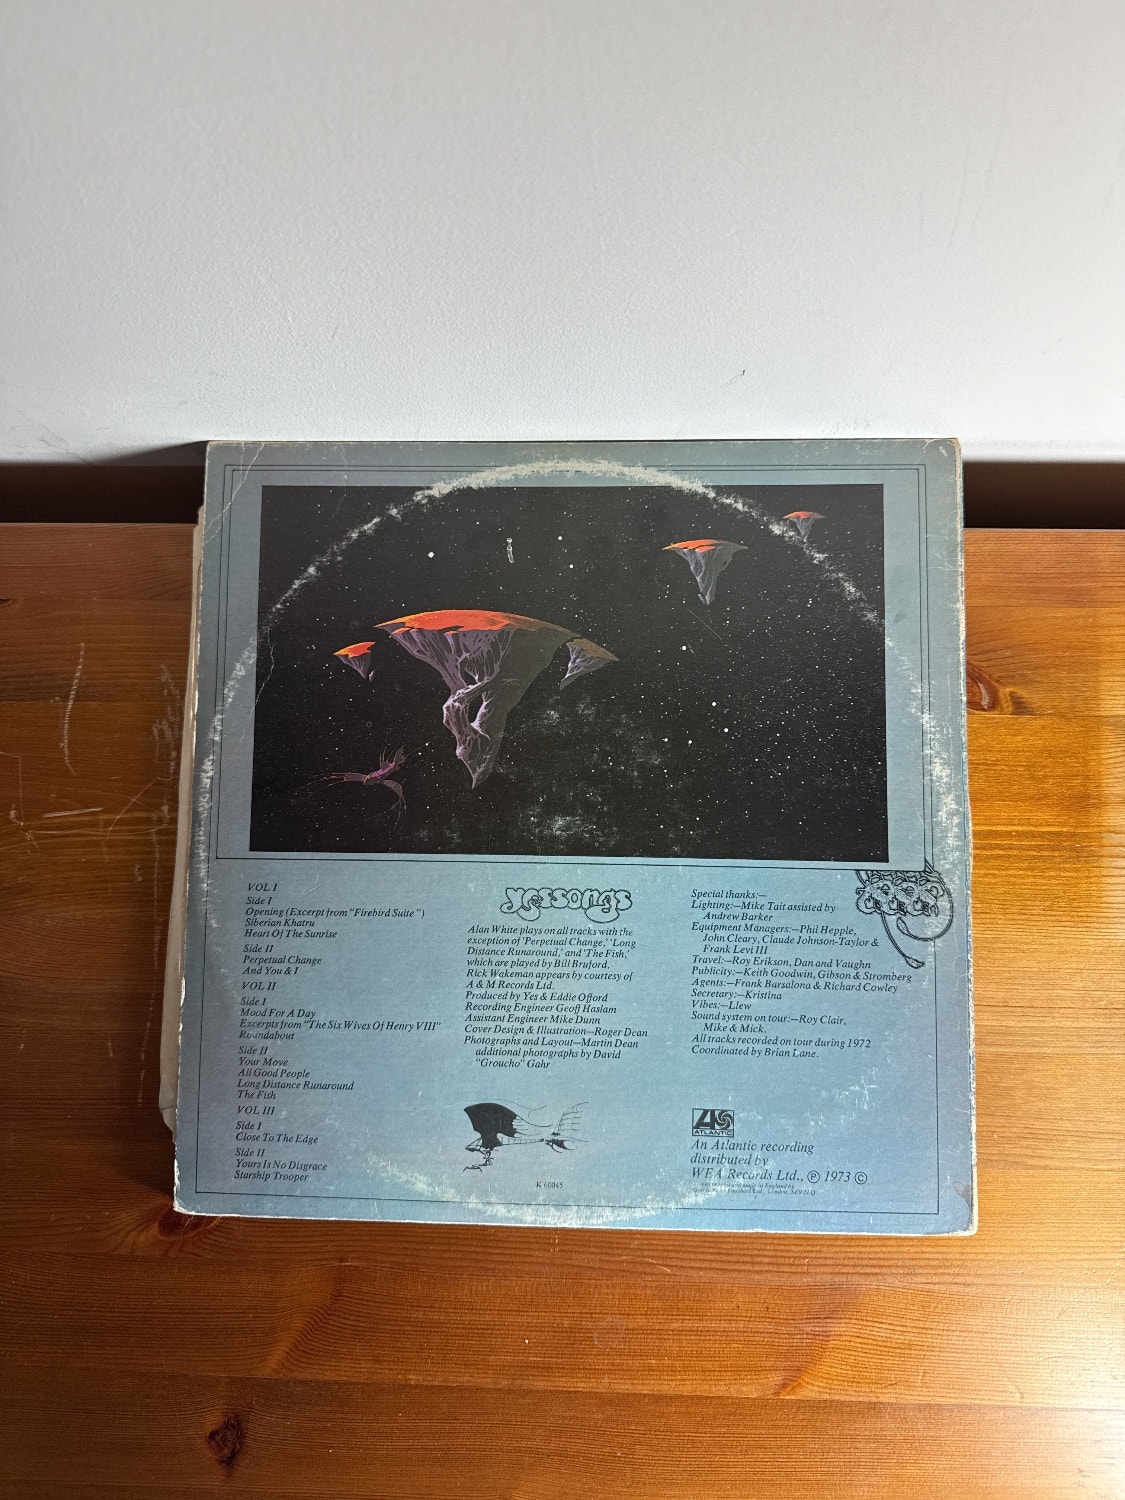 VOL I
Side I
Opening (Excerpt from "Firebird Suite")
Siberian Khatru
Heart Of The Sunrise
Side II
Perpetual Change
And You & I
VOL II
Side I
Mood For A Day
Excerpts from "The Six Wives Of Henry VIII"
Roundabout
Side II
Your Move
All Good People
Long Distance Runaround
The Fish
VOL III
Side I
Close To The Edge
Side II
Yours Is No Disgrace
Starship Trooper
yessongs
Alan White plays on all tracks with the
exception of 'Perpetual Change,' 'Long
Distance Runaround,' and 'The Fish,'
which are played by Bill Bruford.
Rick Wakeman appears by courtesy of
A & M Records Ltd.
Produced by Yes & Eddie Offord
Recording Engineer Geoff Haslam
Assistant Engineer Mike Dunn
Cover Design & Illustration—Roger Dean
Photographs and Layout—Martin Dean
additional photographs by David
"Groucho" Gahr
K 60045
Special thanks:—
Lighting:—Mike Tait assisted by
Andrew Barker
Equipment Managers:—Phil Hepple,
John Cleary, Claude Johnson-Taylor &
Frank Levi III
Travel:—Roy Erikson, Dan and Vaughn
Publicity:—Keith Goodwin, Gibson & Stromberg
Agents:—Frank Barsalona & Richard Cowley
Secretary:—Kristina
Vibes:—Llew
Sound system on tour:—Roy Clair,
Mike & Mick.
All tracks recorded on tour during 1972
Coordinated by Brian Lane.
ATLANTIC
An Atlantic recording
distributed by
WEA Records Ltd., Ⓟ 1973 ©
made in England by
Ltd., London, SE9 2LQ